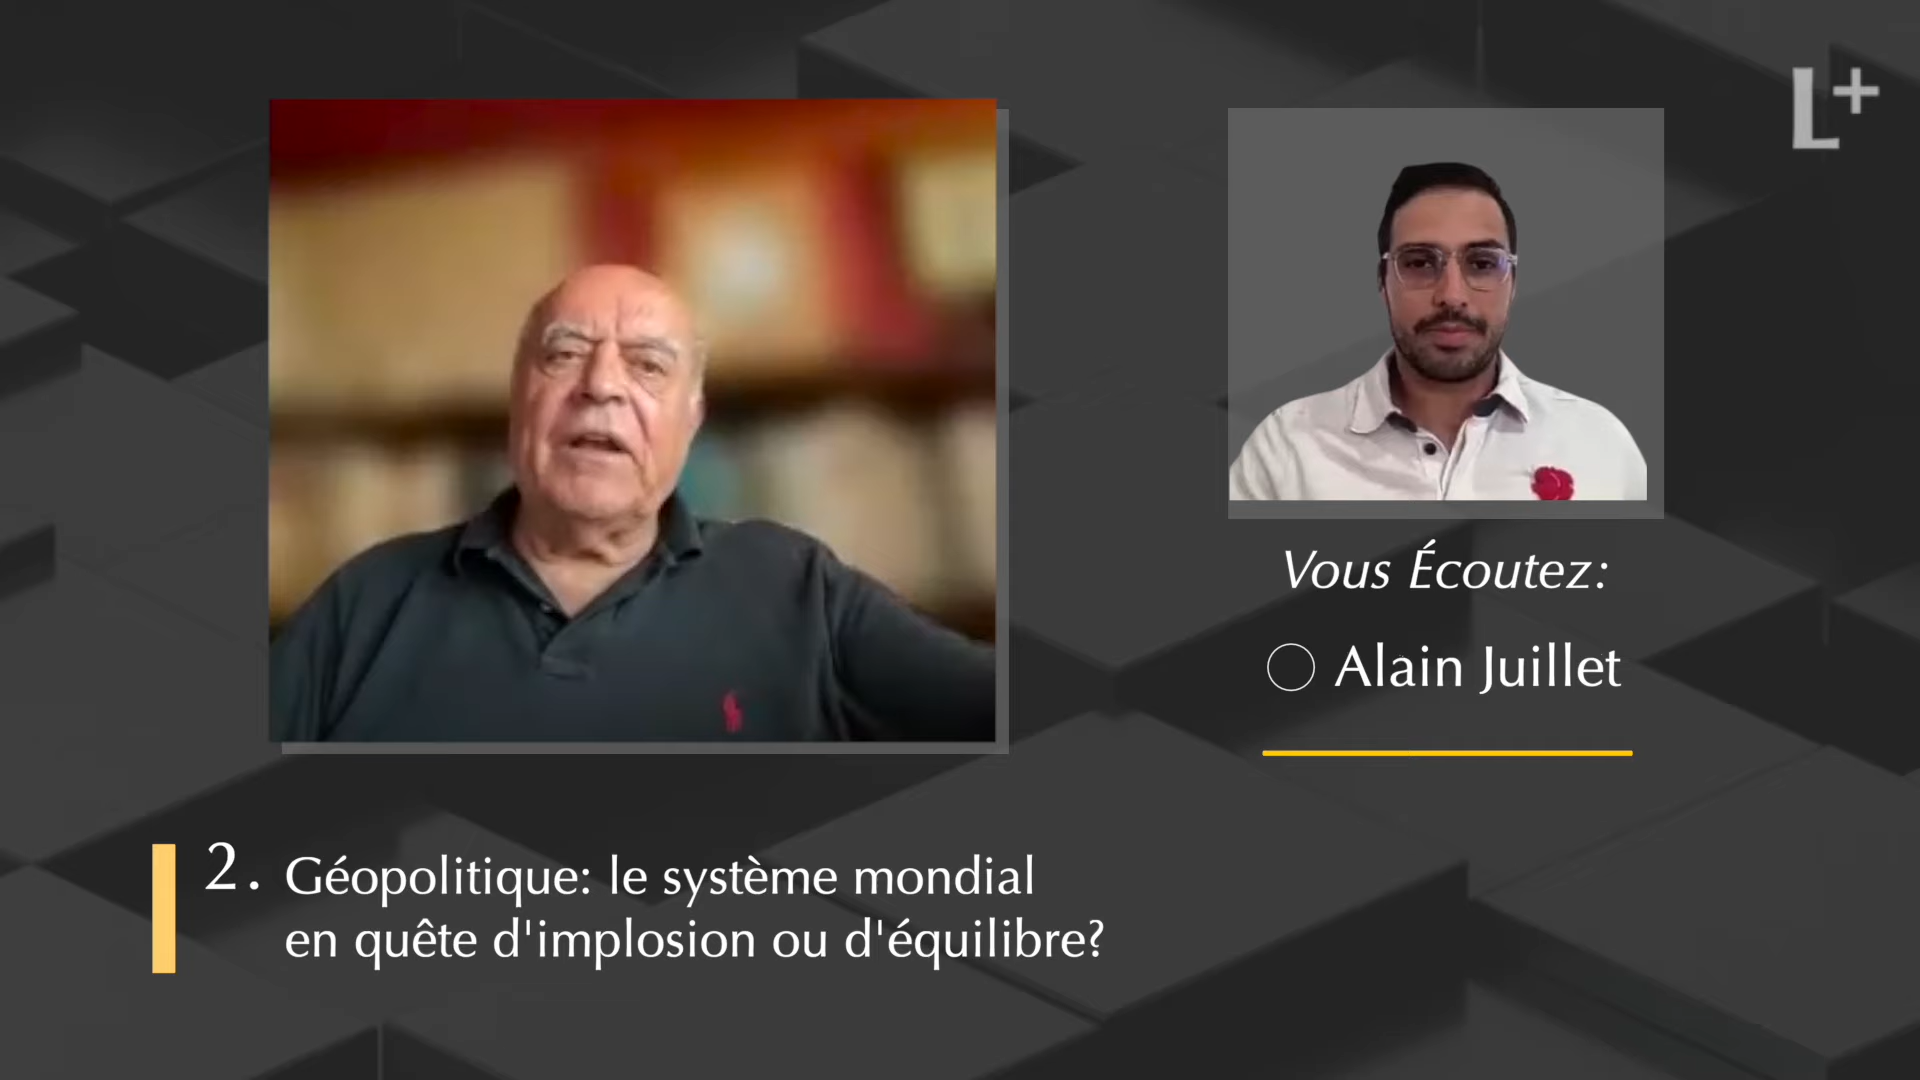 L+
Vous Écoutez:
Alain Juillet
2. Géopolitique: le système mondial
en quête d'implosion ou d'équilibre?